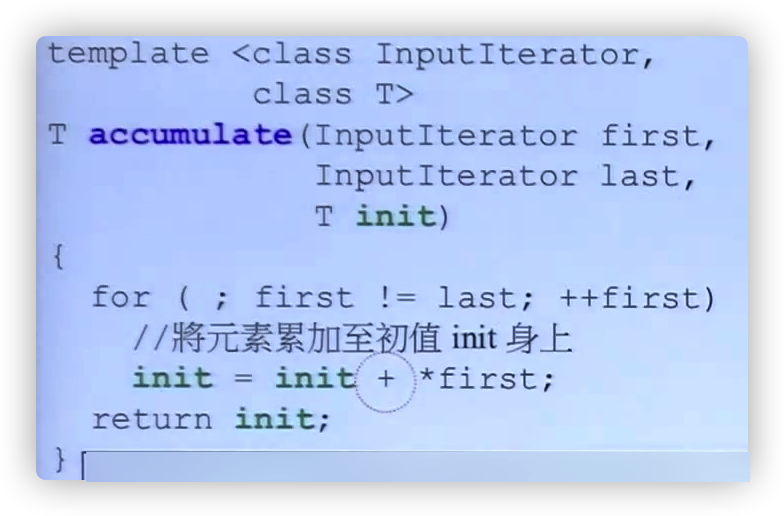 template <class InputIterator,
          class T>
T accumulate(InputIterator first,
             InputIterator last,
             T init)
{
  for ( ; first != last; ++first)
    //將元素累加至初值 init 身上
    init = init + *first;
  return init;
}